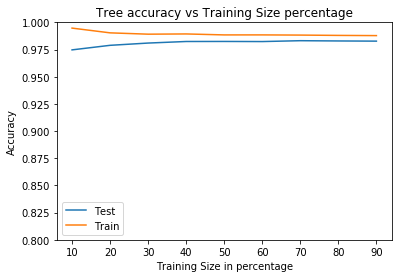 Tree accuracy vs Training Size percentage
1.000
0.975
0.950
0.925
0.900
0.875
0.850
0.825
0.800
Accuracy
Test
Train
10 20 30 40 50 60 70 80 90
Training Size in percentage